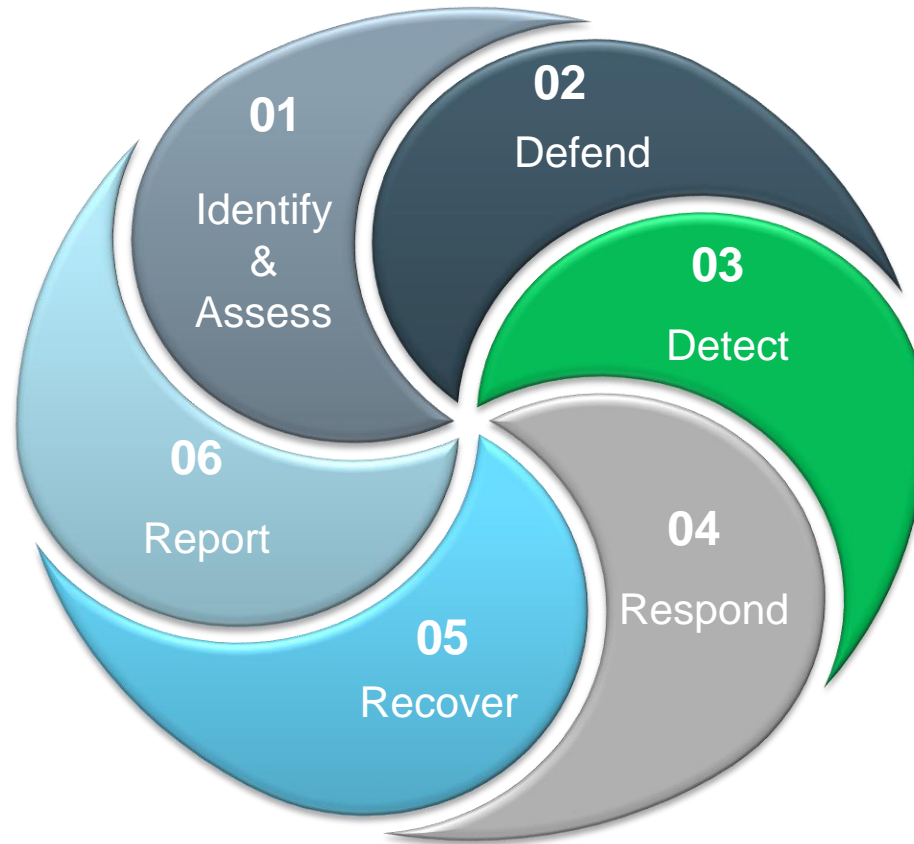 01
Identify
&
Assess
02
Defend
03
Detect
04
Respond
05
Recover
06
Report